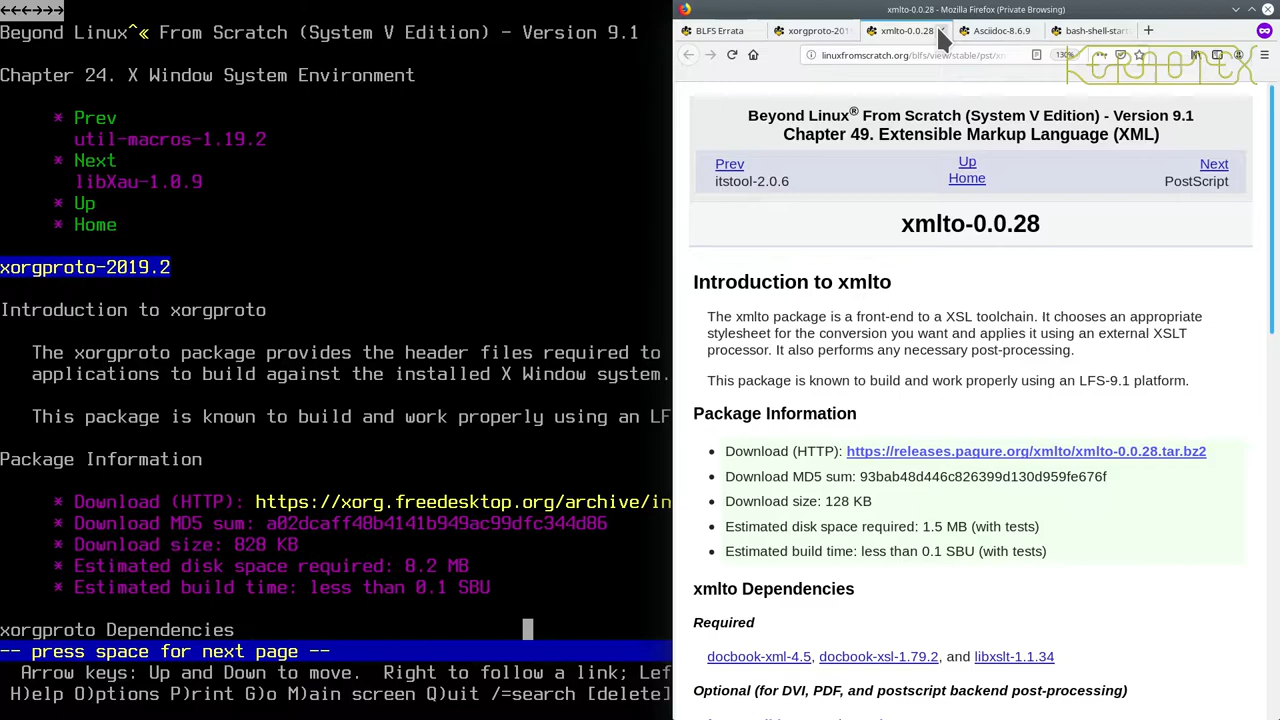 ←←←→→→
Beyond Linux^« From Scratch (System V Edition) - Version 9.1
Chapter 24. X Window System Environment
* Prev
util-macros-1.19.2
* Next
libXau-1.0.9
* Up
* Home
xorgproto-2019.2
Introduction to xorgproto
The xorgproto package provides the header files required to
applications to build against the installed X Window system.
This package is known to build and work properly using an LF
Package Information
* Download (HTTP): https://xorg.freedesktop.org/archive/in
* Download MD5 sum: a02dcaff48b4141b949ac99dfc344d86
* Download size: 828 KB
* Estimated disk space required: 8.2 MB
* Estimated build time: less than 0.1 SBU
xorgproto Dependencies
-- press space for next page --
Arrow keys: Up and Down to move.  Right to follow a link; Lef
H)elp O)ptions P)rint G)o M)ain screen Q)uit /=search [delete]
xmlto-0.0.28 - Mozilla Firefox (Private Browsing)
BLFS Errata
xorgproto-201
xmlto-0.0.28
Asciidoc-8.6.9
bash-shell-star
linuxfromscratch.org/blfs/view/stable/pst/x
130%
Beyond Linux® From Scratch (System V Edition) - Version 9.1
Chapter 49. Extensible Markup Language (XML)
Prev Up Next
itstool-2.0.6 Home PostScript
xmlto-0.0.28
Introduction to xmlto
The xmlto package is a front-end to a XSL toolchain. It chooses an appropriate
stylesheet for the conversion you want and applies it using an external XSLT
processor. It also performs any necessary post-processing.
This package is known to build and work properly using an LFS-9.1 platform.
Package Information
Download (HTTP): https://releases.pagure.org/xmlto/xmlto-0.0.28.tar.bz2
Download MD5 sum: 93bab48d446c826399d130d959fe676f
Download size: 128 KB
Estimated disk space required: 1.5 MB (with tests)
Estimated build time: less than 0.1 SBU (with tests)
xmlto Dependencies
Required
docbook-xml-4.5, docbook-xsl-1.79.2, and libxslt-1.1.34
Optional (for DVI, PDF, and postscript backend post-processing)